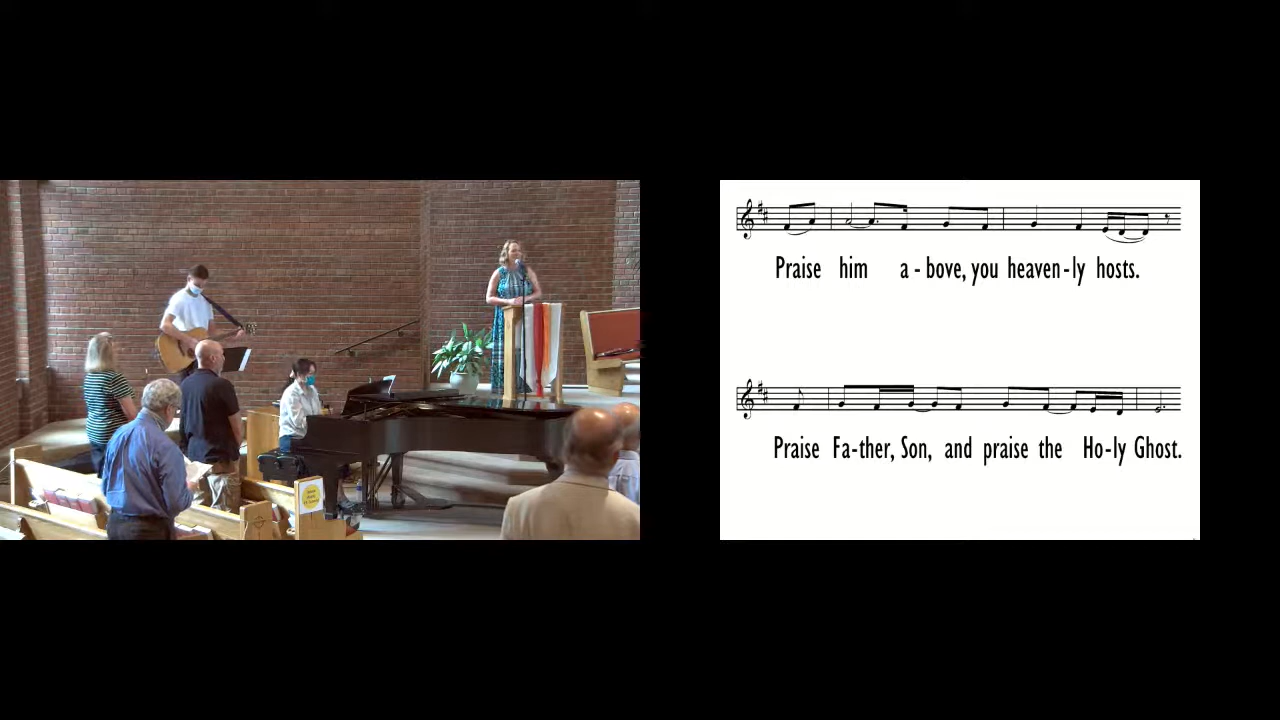 Praise him a - bove, you heaven - ly hosts.
Praise Fa - ther, Son, and praise the Ho - ly Ghost.